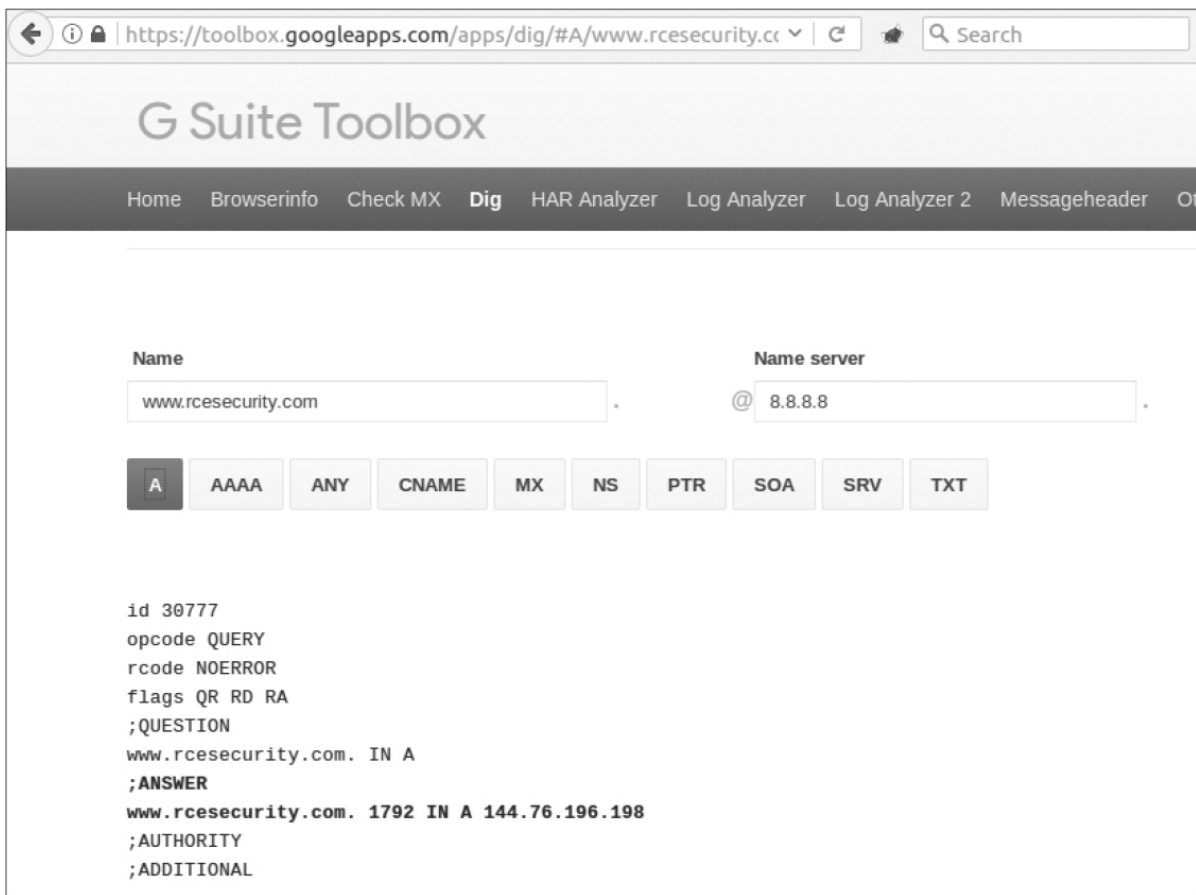 https://toolbox.googleapps.com/apps/dig/#A/www.rcesecurity.cc
Search
G Suite Toolbox
Home Browserinfo Check MX Dig HAR Analyzer Log Analyzer Log Analyzer 2 Messageheader Ot
Name Name server
www.rcesecurity.com . @ 8.8.8.8 .
A AAAA ANY CNAME MX NS PTR SOA SRV TXT
id 30777
opcode QUERY
rcode NOERROR
flags QR RD RA
;QUESTION
www.rcesecurity.com. IN A
;ANSWER
www.rcesecurity.com. 1792 IN A 144.76.196.198
;AUTHORITY
;ADDITIONAL